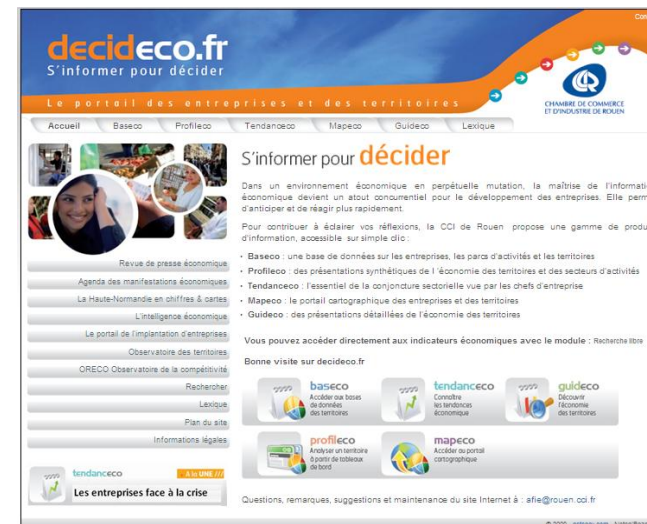 decideco.fr
S'informer pour décider
Le portail des entreprises et des territoires
CHAMBRE DE COMMERCE
ET D'INDUSTRIE DE ROUEN
Accueil Baseco Profileco Tendanceco Mapeco Guideco Lexique
S'informer pour décider
Dans un environnement économique en perpétuelle mutation, la maîtrise de l'informati
économique devient un atout concurrentiel pour le développement des entreprises. Elle perm
d'anticiper et de réagir plus rapidement.
Pour contribuer à éclairer vos réflexions, la CCI de Rouen propose une gamme de produ
d'information, accessible sur simple clic :
• Baseco : une base de données sur les entreprises, les parcs d'activités et les territoires
• Profileco : des présentations synthétiques de l'économie des territoires et des secteurs d'activités
• Tendanceco : l'essentiel de la conjoncture sectorielle vue par les chefs d'entreprise
• Mapeco : le portail cartographique des entreprises et des territoires
• Guideco : des présentations détaillées de l'économie des territoires
Vous pouvez accéder directement aux indicateurs économiques avec le module : Recherche libre
Bonne visite sur decideco.fr
Revue de presse économique
Agenda des manifestations économiques
La Haute-Normandie en chiffres & cartes
L'intelligence économique
Le portail de l'implantation d'entreprises
Observatoire des territoires
ORECO Observatoire de la compétitivité
Rechercher
Lexique
Plan du site
Informations légales
baseco
Accéder aux bases
de données
des territoires
tendanceco
Connaître
les tendances
économique
guideco
Découvrir
l'économie
des territoires
profileco
Analyser un territoire
à partir de tableaux
de bord
mapeco
Accéder au portail
cartographique
tendanceco A la UNE ///
Les entreprises face à la crise
Questions, remarques, suggestions et maintenance du site Internet à : afie@rouen.cci.fr